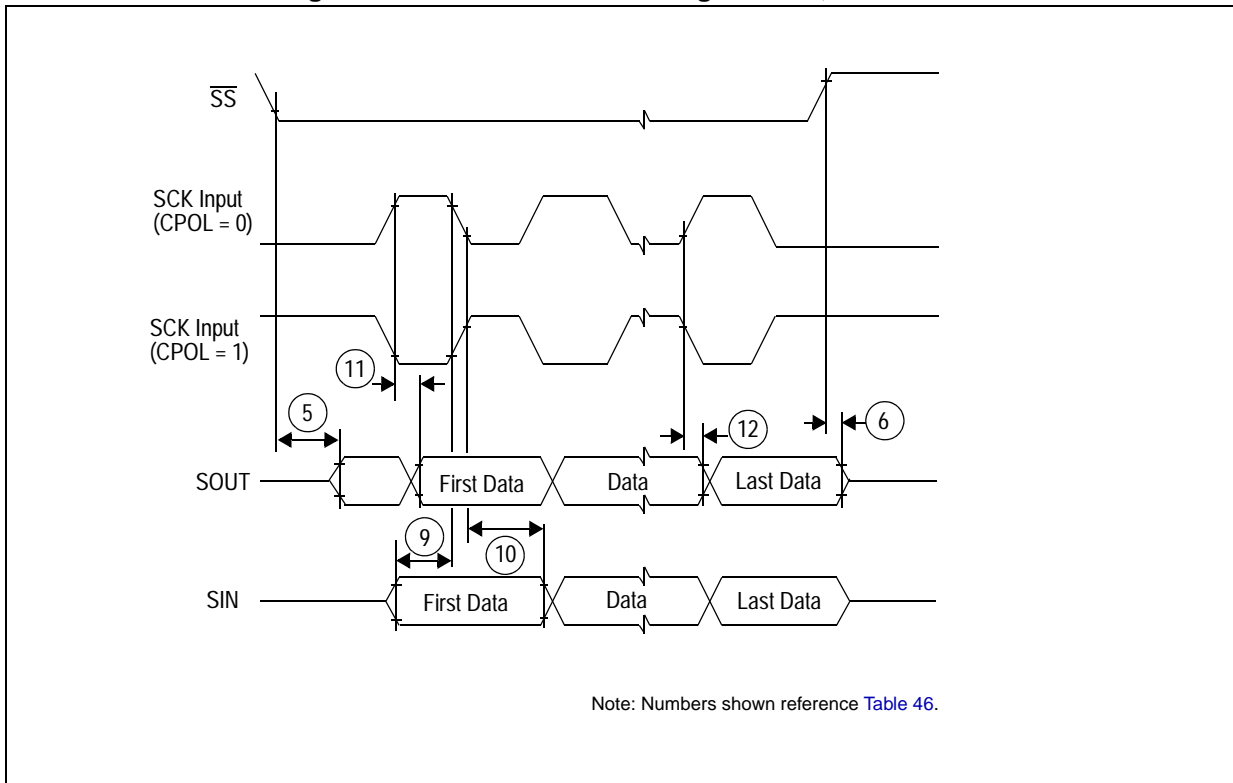 SS
SCK Input
(CPOL = 0)
SCK Input
(CPOL = 1)
11
5
12
6
SOUT
First Data
Data
Last Data
9
10
SIN
First Data
Data
Last Data
Note: Numbers shown reference Table 46.